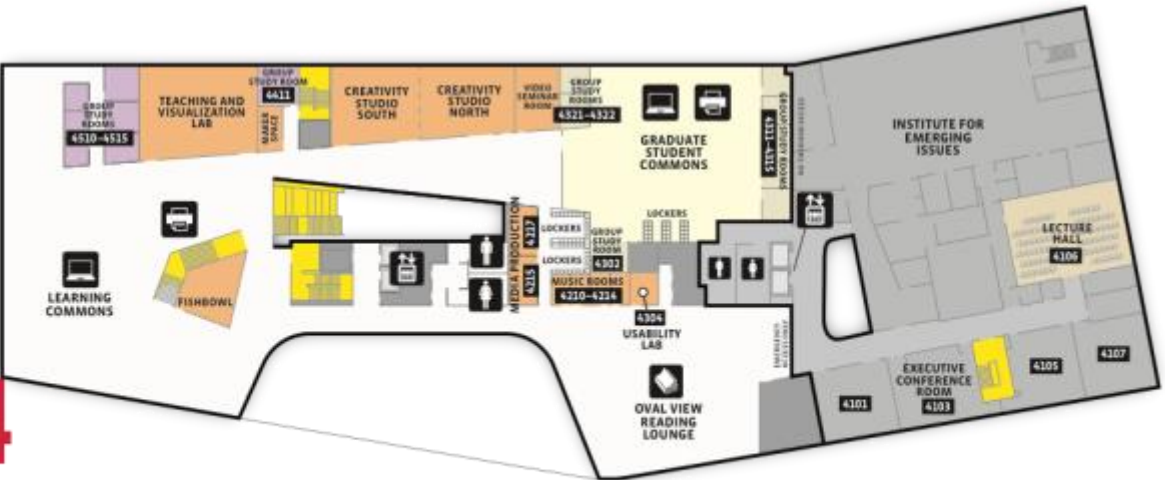 GROUP
STUDY
ROOMS
4510–4515
TEACHING AND
VISUALIZATION
LAB
GROUP
STUDY ROOM
4411
MAKER
SPACE
CREATIVITY
STUDIO
SOUTH
CREATIVITY
STUDIO
NORTH
VIDEO
SEMINAR
ROOM
GROUP
STUDY
ROOMS
4321–4322
GRADUATE
STUDENT
COMMONS
GROUP STUDY ROOMS
4311–4315
INSTITUTE FOR
EMERGING
ISSUES
LECTURE
HALL
4106
LEARNING
COMMONS
FISHBOWL
MEDIA PRODUCTION
4215
LOCKERS
LOCKERS
LOCKERS
GROUP
STUDY
ROOM
4302
MUSIC ROOMS
4210–4214
4304
USABILITY
LAB
OVAL VIEW
READING
LOUNGE
4101
EXECUTIVE
CONFERENCE
ROOM
4103
4105
4107